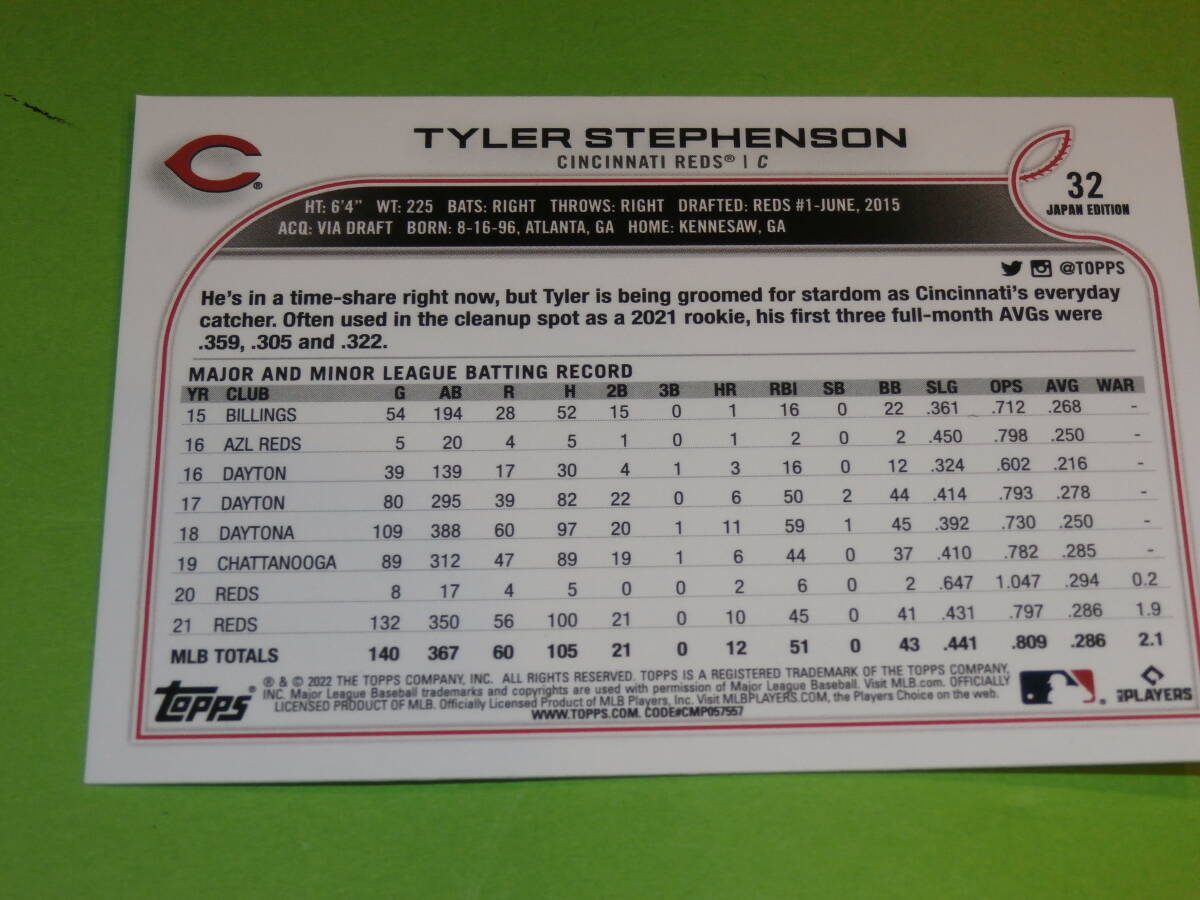 TYLER STEPHENSON
CINCINNATI REDS® | C
32
JAPAN EDITION
HT: 6'4" WT: 225 BATS: RIGHT THROWS: RIGHT DRAFTED: REDS #1-JUNE, 2015
ACQ: VIA DRAFT BORN: 8-16-96, ATLANTA, GA HOME: KENNESAW, GA
@TOPPS
He's in a time-share right now, but Tyler is being groomed for stardom as Cincinnati's everyday
catcher. Often used in the cleanup spot as a 2021 rookie, his first three full-month AVGs were
.359, .305 and .322.
MAJOR AND MINOR LEAGUE BATTING RECORD
YR CLUB G AB R H 2B 3B HR RBI SB BB SLG OPS AVG WAR
15 BILLINGS 54 194 28 52 15 0 1 16 0 22 .361 .712 .268 -
16 AZL REDS 5 20 4 5 1 0 1 2 0 2 .450 .798 .250 -
16 DAYTON 39 139 17 30 4 1 3 16 0 12 .324 .602 .216 -
17 DAYTON 80 295 39 82 22 0 6 50 2 44 .414 .793 .278 -
18 DAYTONA 109 388 60 97 20 1 11 59 1 45 .392 .730 .250 -
19 CHATTANOOGA 89 312 47 89 19 1 6 44 0 37 .410 .782 .285 -
20 REDS 8 17 4 5 0 0 2 6 0 2 .647 1.047 .294 0.2
21 REDS 132 350 56 100 21 0 10 45 0 41 .431 .797 .286 1.9
MLB TOTALS 140 367 60 105 21 0 12 51 0 43 .441 .809 .286 2.1
® & © 2022 THE TOPPS COMPANY, INC. ALL RIGHTS RESERVED. TOPPS IS A REGISTERED TRADEMARK OF THE TOPPS COMPANY,
INC. Major League Baseball trademarks and copyrights are used with permission of Major League Baseball. Visit MLB.com. OFFICIALLY
LICENSED PRODUCT OF MLB. Officially Licensed Product of MLB Players, Inc. Visit MLBPLAYERS.COM, the Players Choice on the web.
WWW.TOPPS.COM. CODE#CMP057557
topps®
MLB PLAYERS